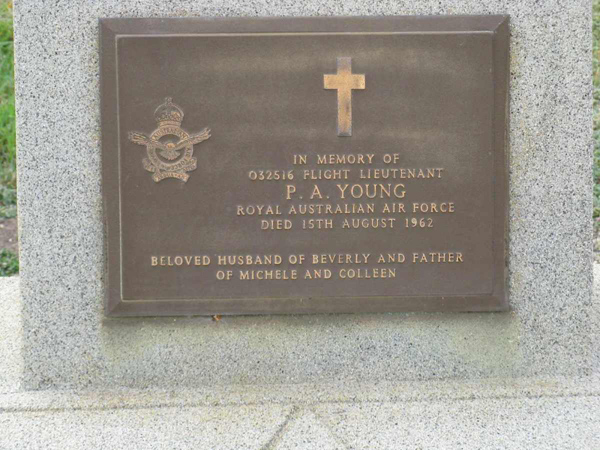 IN MEMORY OF
O32516 FLIGHT LIEUTENANT
P. A. YOUNG
ROYAL AUSTRALIAN AIR FORCE
DIED 15TH AUGUST 1962
BELOVED HUSBAND OF BEVERLY AND FATHER
OF MICHELE AND COLLEEN